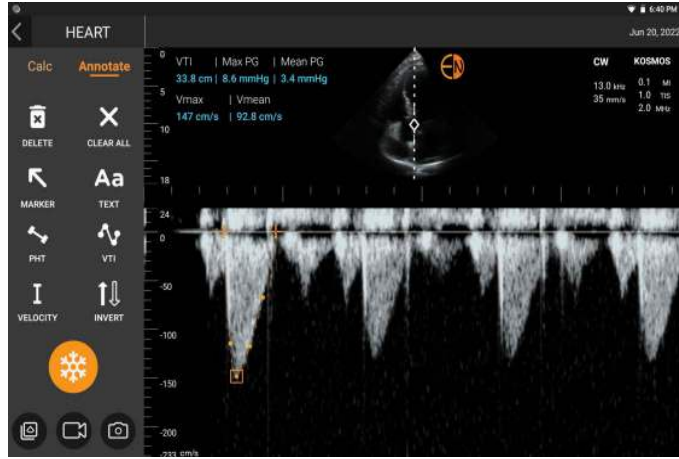 6:40 PM
HEART
Jun 20, 2022
Calc
Annotate
DELETE
CLEAR ALL
MARKER
Aa
TEXT
PHT
VTI
VELOCITY
INVERT
VTI | Max PG | Mean PG
33.8 cm | 8.6 mmHg | 3.4 mmHg
Vmax | Vmean
147 cm/s | 92.8 cm/s
0
5
10
18
CW KOSMOS
13.0 kHz 0.1 MI
35 mm/s 1.0 TIS
2.0 MHz
24
0
-50
-100
-150
-200
-233 cm/s